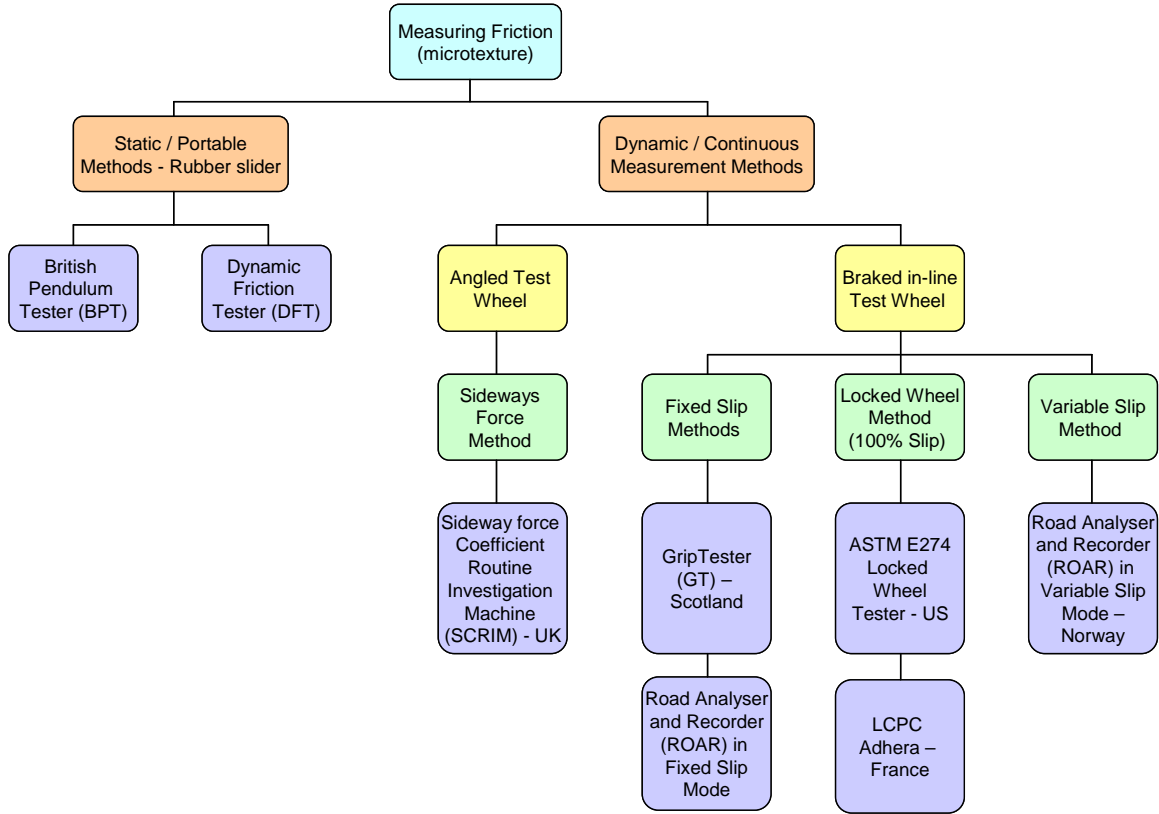 Measuring Friction
(microtexture)
Static / Portable
Methods - Rubber slider
Dynamic / Continuous
Measurement Methods
British
Pendulum
Tester (BPT)
Dynamic
Friction
Tester (DFT)
Angled Test
Wheel
Braked in-line
Test Wheel
Sideways
Force
Method
Fixed Slip
Methods
Locked Wheel
Method
(100% Slip)
Variable Slip
Method
Sideway force
Coefficient
Routine
Investigation
Machine
(SCRIM) - UK
GripTester
(GT) –
Scotland
ASTM E274
Locked
Wheel
Tester - US
Road Analyser
and Recorder
(ROAR) in
Variable Slip
Mode –
Norway
Road Analyser
and Recorder
(ROAR) in
Fixed Slip
Mode
LCPC
Adhera –
France